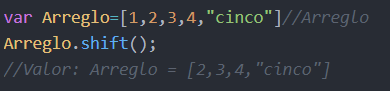 var Arreglo=[1,2,3,4,"cinco"]//Arreglo
Arreglo.shift();
//Valor: Arreglo = [2,3,4,"cinco"]